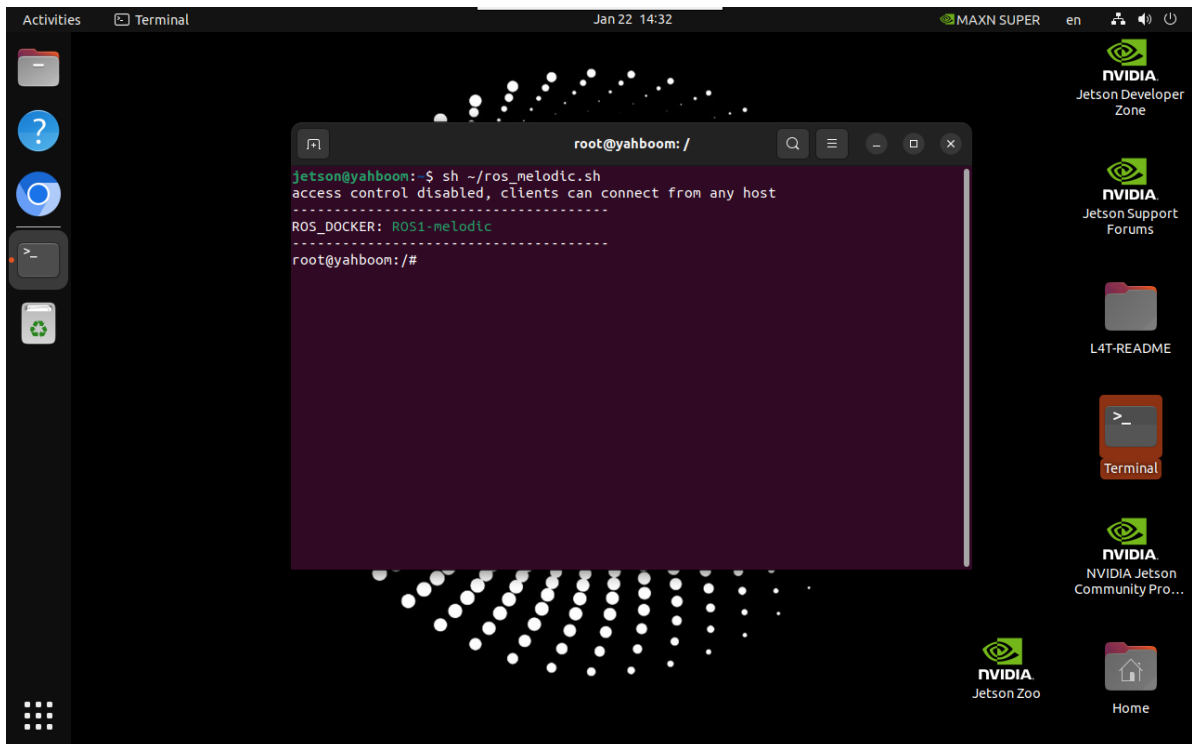 Activities Terminal Jan 22 14:32 MAXN SUPER en
root@yahboom: /
jetson@yahboom:~$ sh ~/ros_melodic.sh
access control disabled, clients can connect from any host
--------------------------------------
ROS_DOCKER: ROS1-melodic
--------------------------------------
root@yahboom:/#
NVIDIA.
Jetson Developer
Zone
NVIDIA.
Jetson Support
Forums
L4T-README
>_
Terminal
NVIDIA.
NVIDIA Jetson
Community Pro...
NVIDIA.
Jetson Zoo
Home